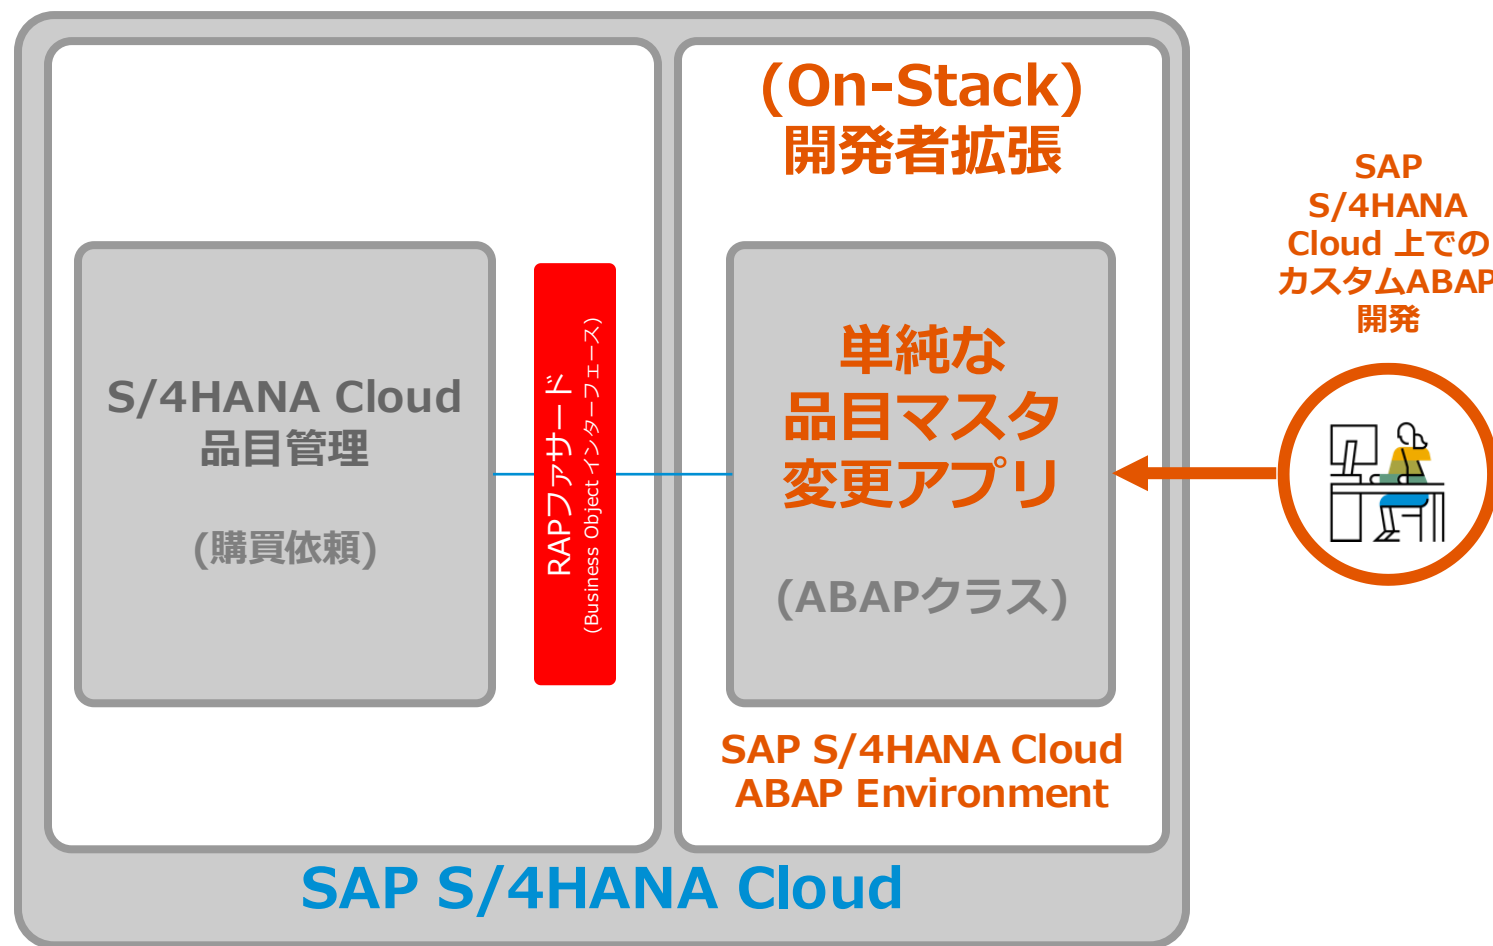 (On-Stack)
開発者拡張
S/4HANA Cloud
品目管理
(購買依頼)
RAPファサード
(Business Object インターフェース)
単純な
品目マスタ
変更アプリ
(ABAPクラス)
SAP S/4HANA Cloud
ABAP Environment
SAP S/4HANA Cloud
SAP
S/4HANA
Cloud 上での
カスタムABAP
開発